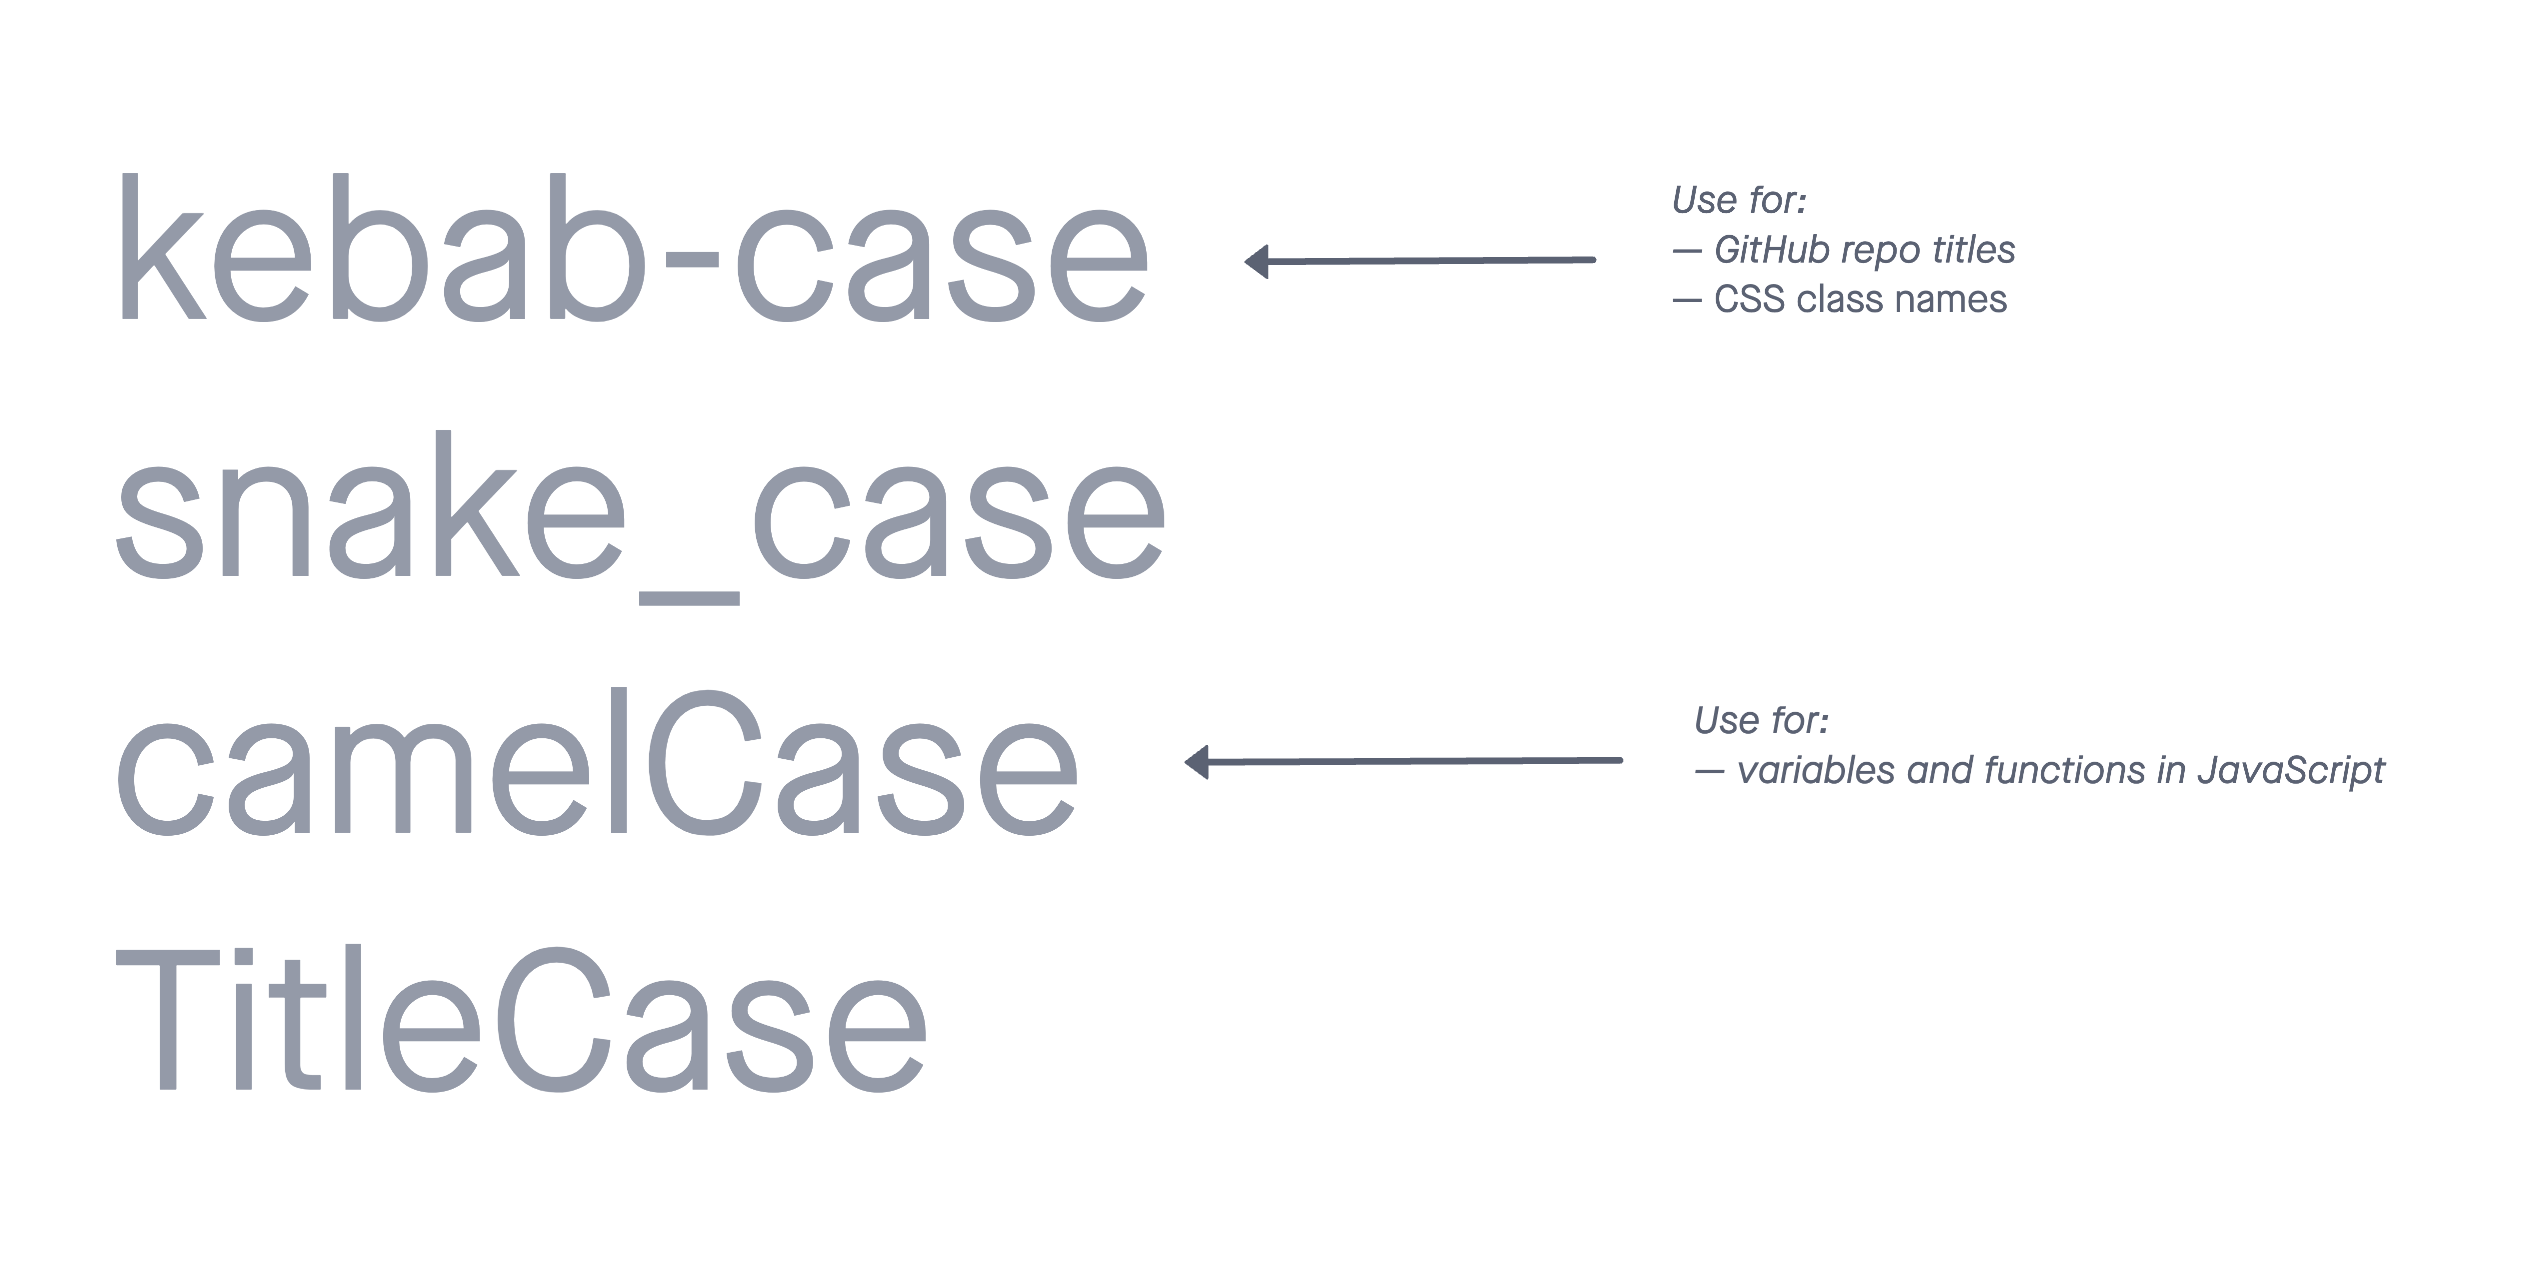 kebab-case
Use for:
— GitHub repo titles
— CSS class names
snake_case
camelCase
Use for:
— variables and functions in JavaScript
TitleCase